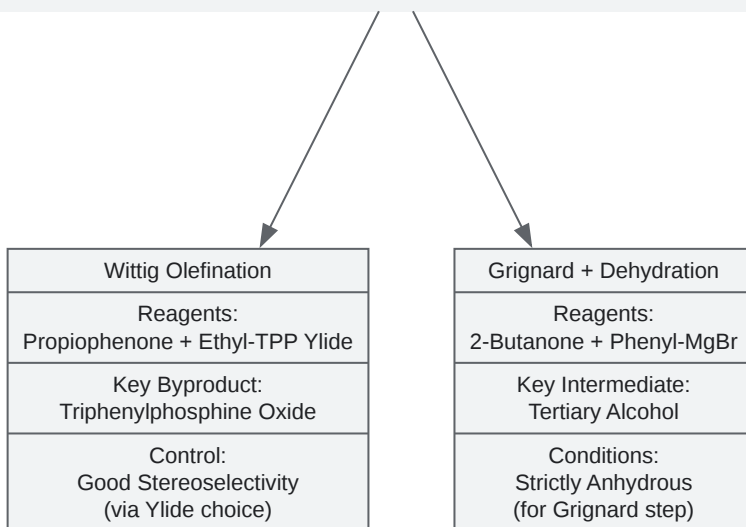 Wittig Olefination
Reagents:
Propiophenone + Ethyl-TPP Ylide
Key Byproduct:
Triphenylphosphine Oxide
Control:
Good Stereoselectivity
(via Ylide choice)
Grignard + Dehydration
Reagents:
2-Butanone + Phenyl-MgBr
Key Intermediate:
Tertiary Alcohol
Conditions:
Strictly Anhydrous
(for Grignard step)